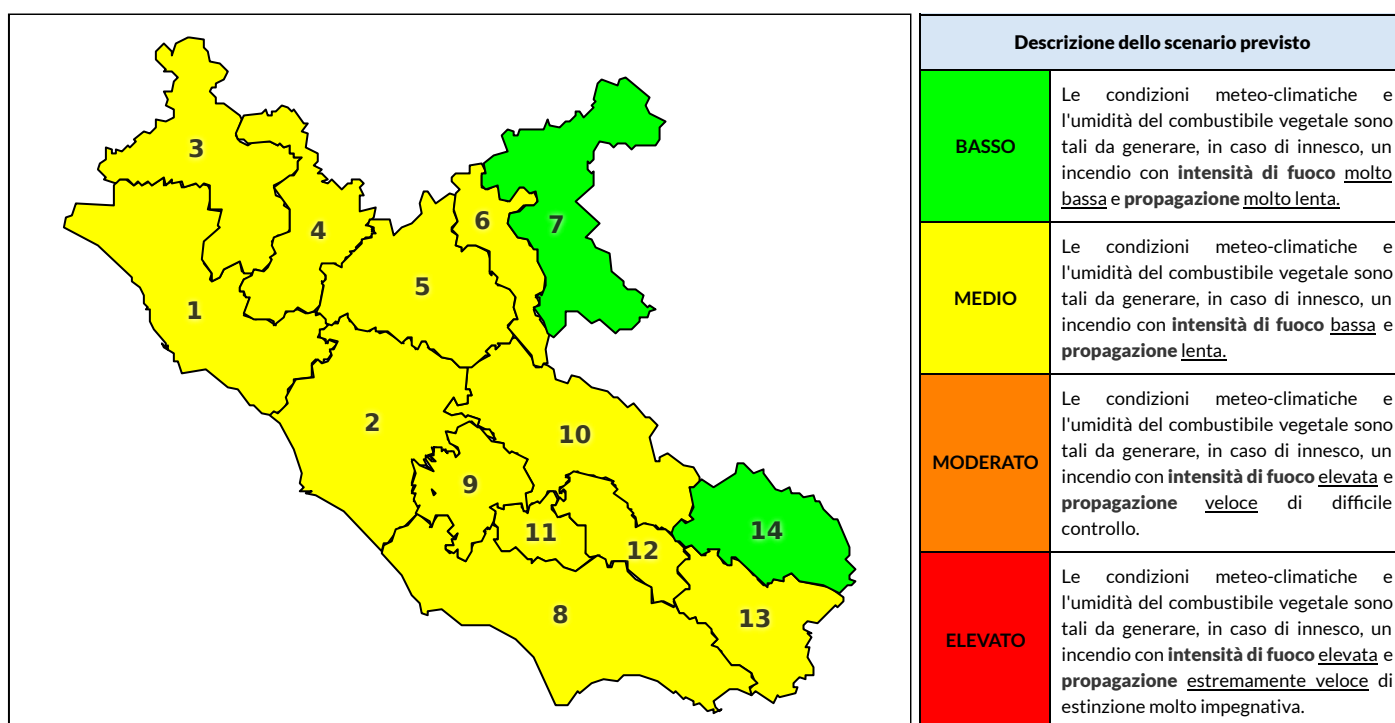 3
4
6
7
5
1
2
10
9
14
11
12
8
13
Descrizione dello scenario previsto
BASSO
Le condizioni meteo-climatiche e
l'umidità del combustibile vegetale sono
tali da generare, in caso di innesco, un
incendio con intensità di fuoco molto
bassa e propagazione molto lenta.
MEDIO
Le condizioni meteo-climatiche e
l'umidità del combustibile vegetale sono
tali da generare, in caso di innesco, un
incendio con intensità di fuoco bassa e
propagazione lenta.
MODERATO
Le condizioni meteo-climatiche e
l'umidità del combustibile vegetale sono
tali da generare, in caso di innesco, un
incendio con intensità di fuoco elevata e
propagazione veloce di difficile
controllo.
ELEVATO
Le condizioni meteo-climatiche e
l'umidità del combustibile vegetale sono
tali da generare, in caso di innesco, un
incendio con intensità di fuoco elevata e
propagazione estremamente veloce di
estinzione molto impegnativa.